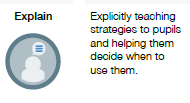 Explain
Explicitly teaching
strategies to pupils
and helping them
decide when to
use them.